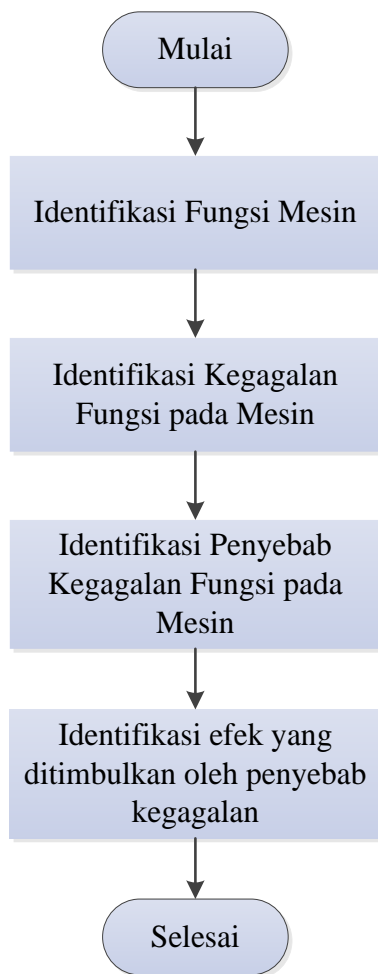 Mulai
Identifikasi Fungsi Mesin
Identifikasi Kegagalan
Fungsi pada Mesin
Identifikasi Penyebab
Kegagalan Fungsi pada
Mesin
Identifikasi efek yang
ditimbulkan oleh penyebab
kegagalan
Selesai